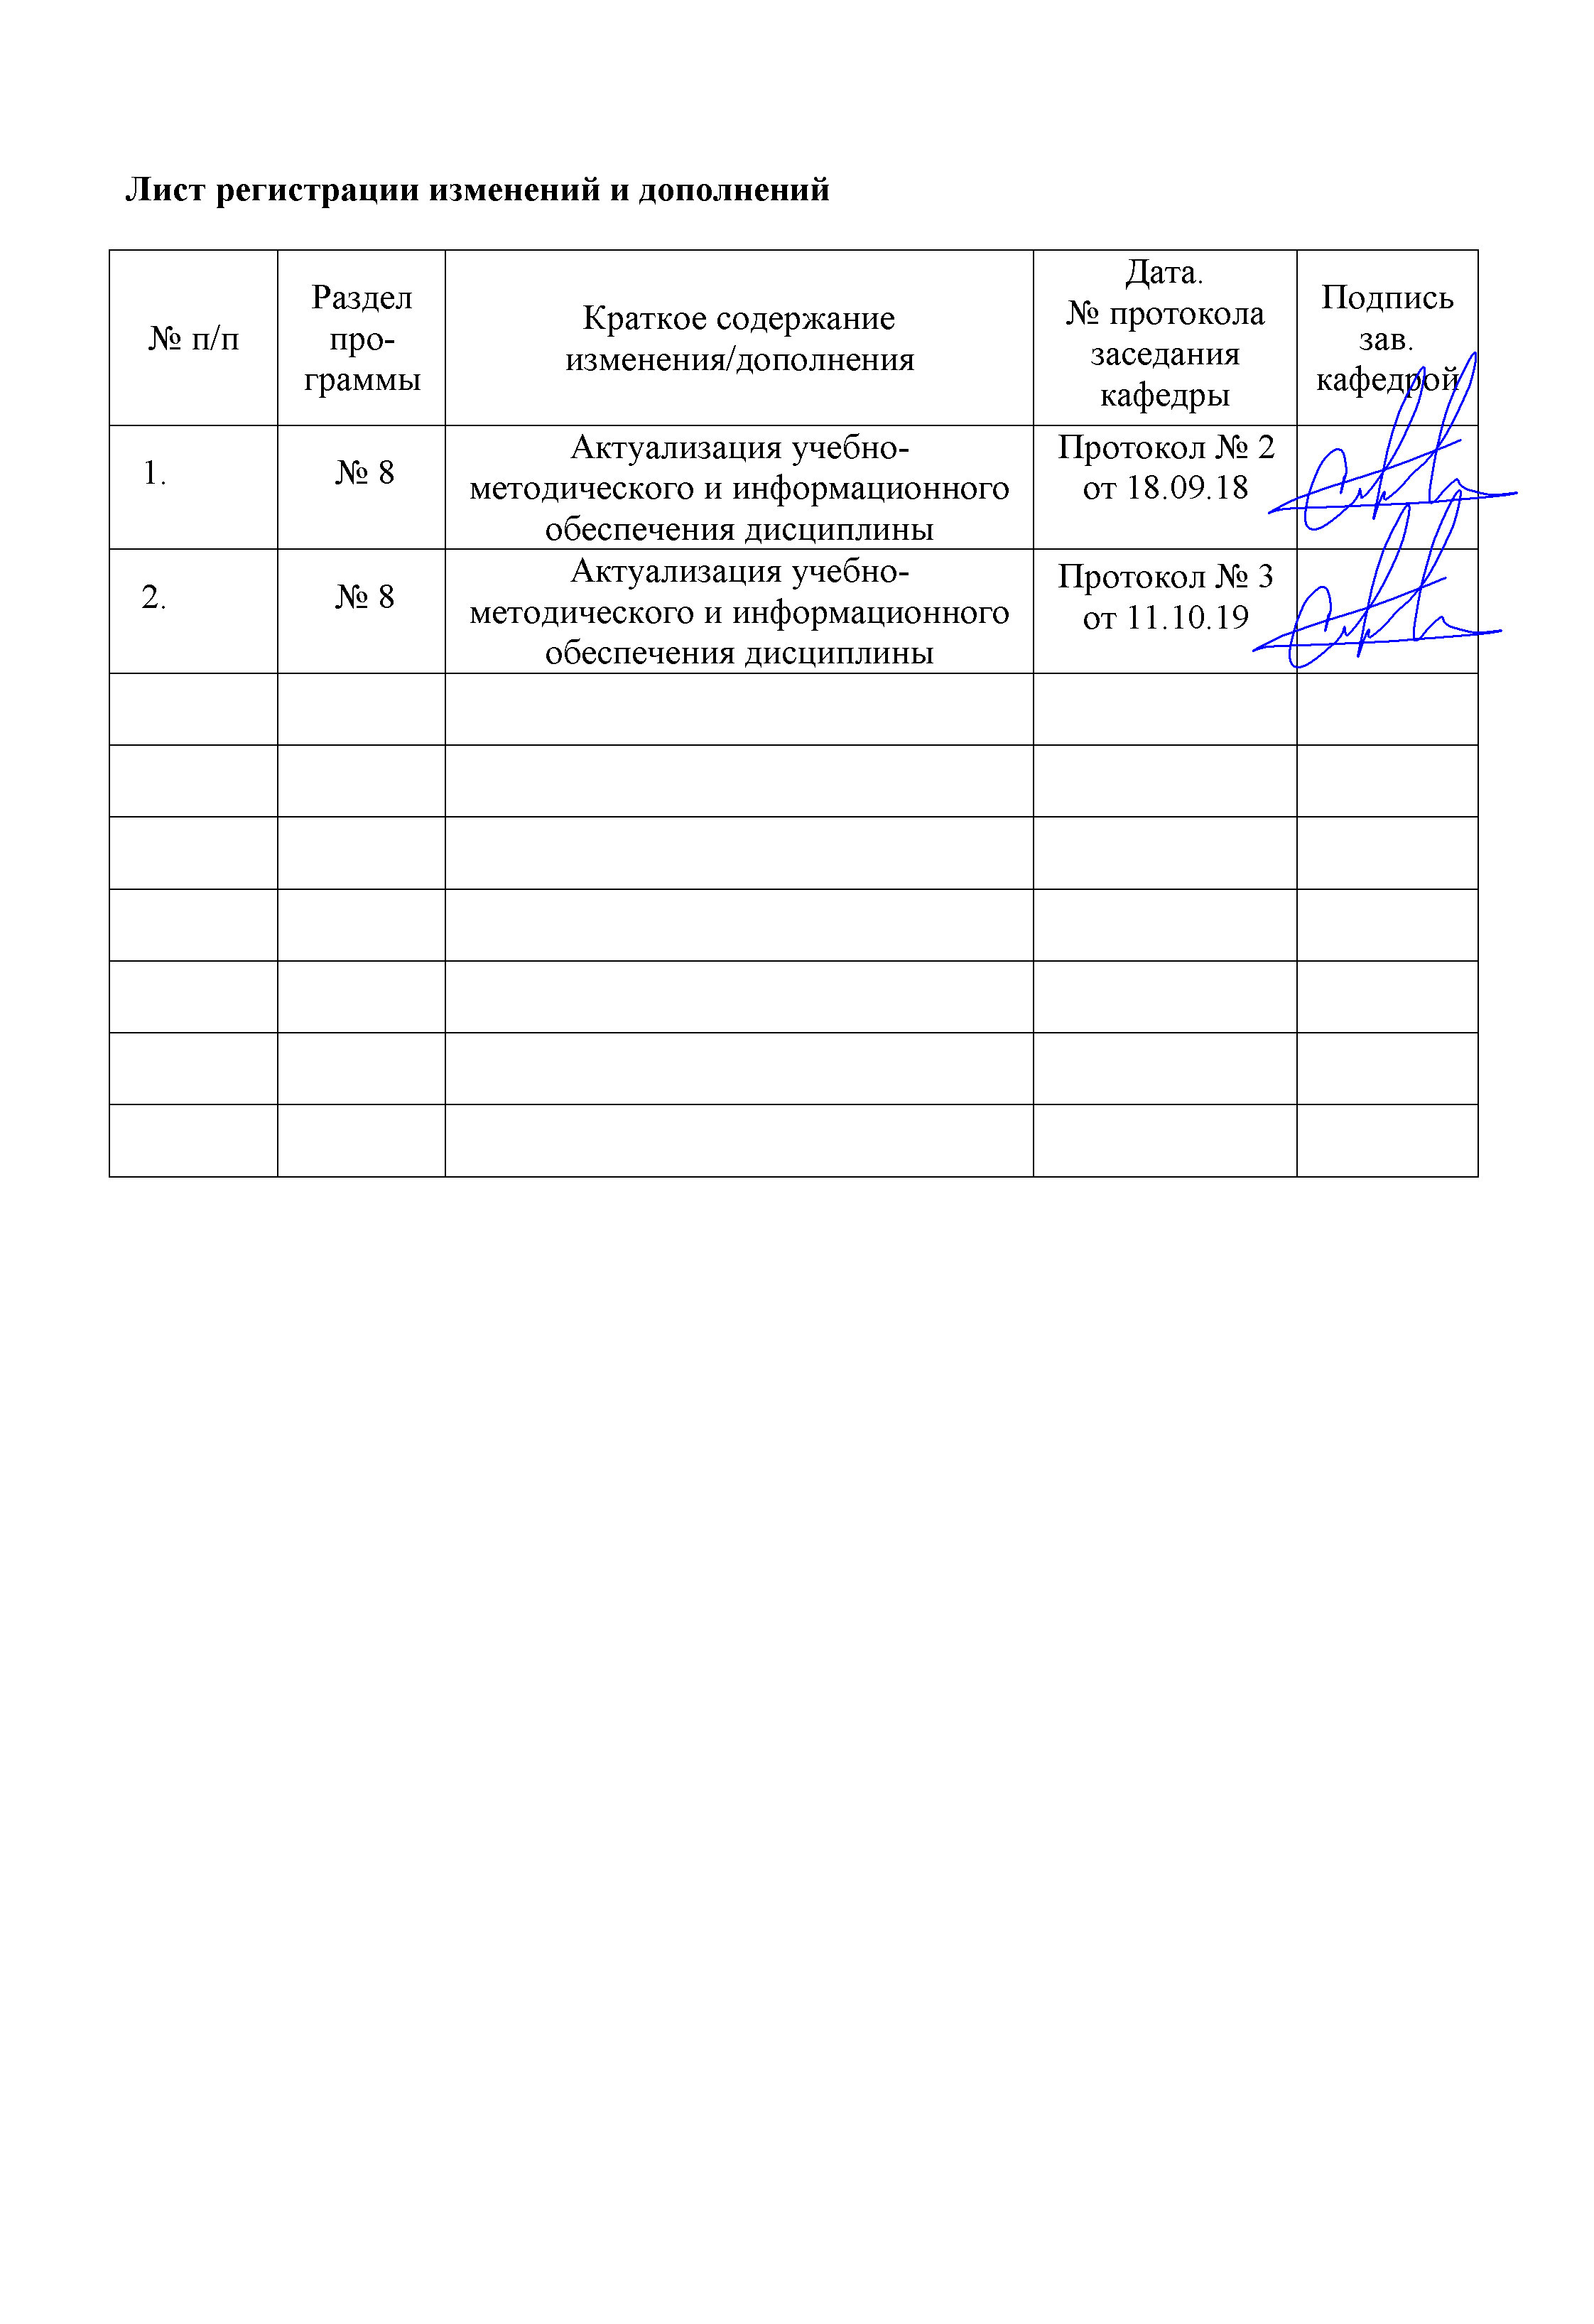 Лист регистрации изменений и дополнений
№ п/п
Раздел
про-
граммы
Краткое содержание
изменения/дополнения
Дата.
№ протокола
заседания
кафедры
Подпись
зав.
кафедрой
1.
№ 8
Актуализация учебно-
методического и информационного
обеспечения дисциплины
Протокол № 2
от 18.09.18
2.
№ 8
Актуализация учебно-
методического и информационного
обеспечения дисциплины
Протокол № 3
от 11.10.19